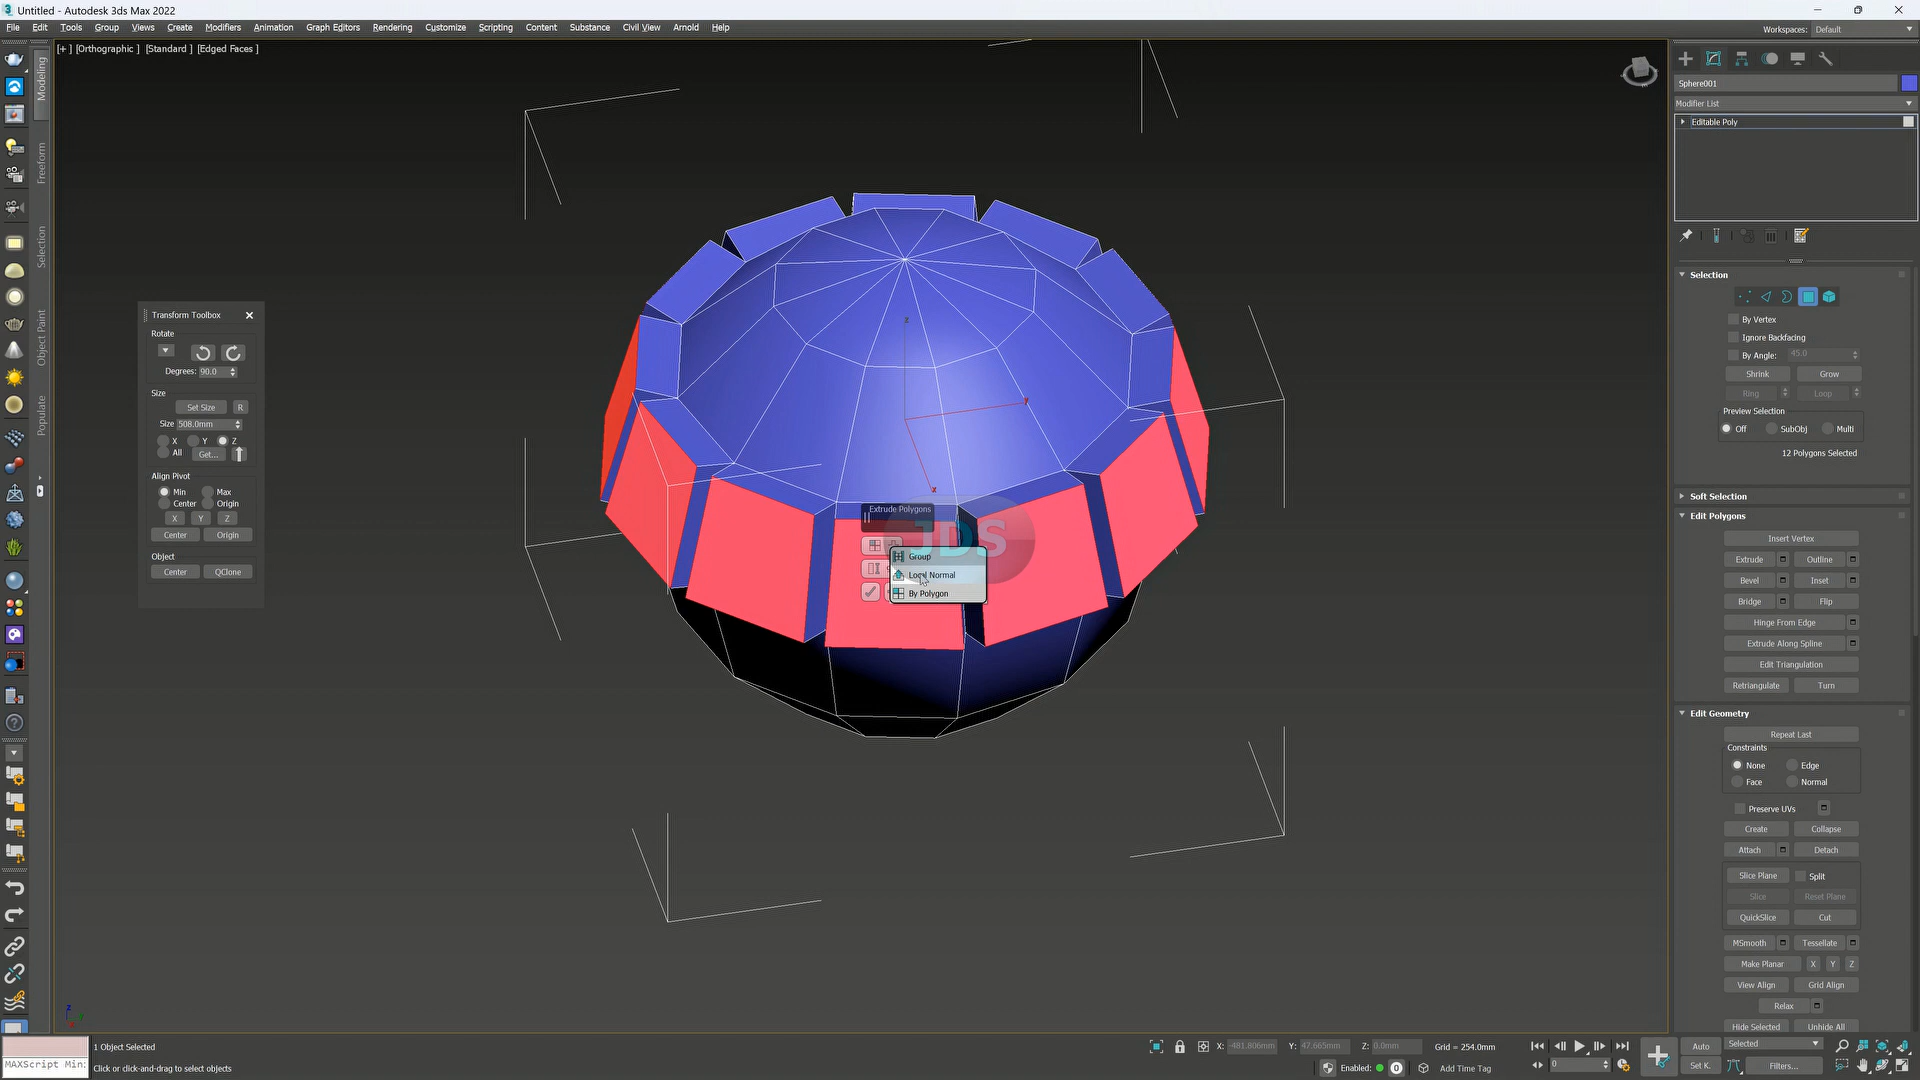 Untitled - Autodesk 3ds Max 2022
File Edit Tools Group Views Create Modifiers Animation Graph Editors Rendering Customize Scripting Content Substance Civil View Arnold Help
Workspaces: Default
[+] [Orthographic] [Standard] [Edged Faces]
Modeling
Freeform
Selection
Object Paint
Populate
Transform Toolbox
Rotate
Degrees: 90.0
Size
Set Size R
Size 508.0mm
X Y Z
All Get...
Align Pivot
Min Max
Center Origin
X Y Z
Center Origin
Object
Center QClone
z
y
x
Extrude Polygons
JDS
Group
Local Normal
By Polygon
Sphere001
Modifier List
Editable Poly
Selection
By Vertex
Ignore Backfacing
By Angle: 45.0
Shrink Grow
Ring Loop
Preview Selection
Off SubObj Multi
12 Polygons Selected
Soft Selection
Edit Polygons
Insert Vertex
Extrude Outline
Bevel Inset
Bridge Flip
Hinge From Edge
Extrude Along Spline
Edit Triangulation
Retriangulate Turn
Edit Geometry
Repeat Last
Constraints
None Edge
Face Normal
Preserve UVs
Create Collapse
Attach Detach
Slice Plane Split
Slice Reset Plane
QuickSlice Cut
MSmooth Tessellate
Make Planar X Y Z
View Align Grid Align
Relax
Hide Selected Unhide All
MAXScript Min:
1 Object Selected
Click or click-and-drag to select objects
X: -481.806mm Y: 47.665mm Z: 0.0mm Grid = 254.0mm
Enabled: 0 Add Time Tag
0
Auto Selected
Set K. Filters...